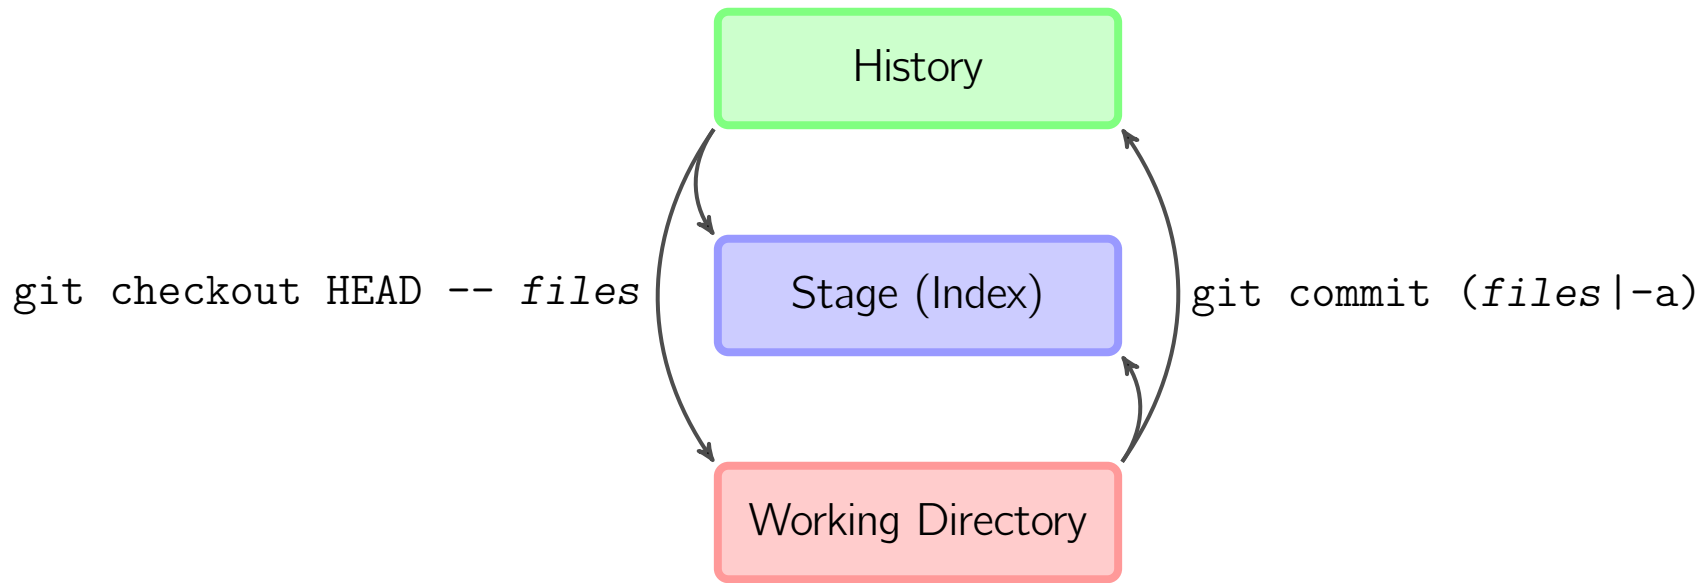 History
git checkout HEAD -- files
Stage (Index)
git commit (files|-a)
Working Directory